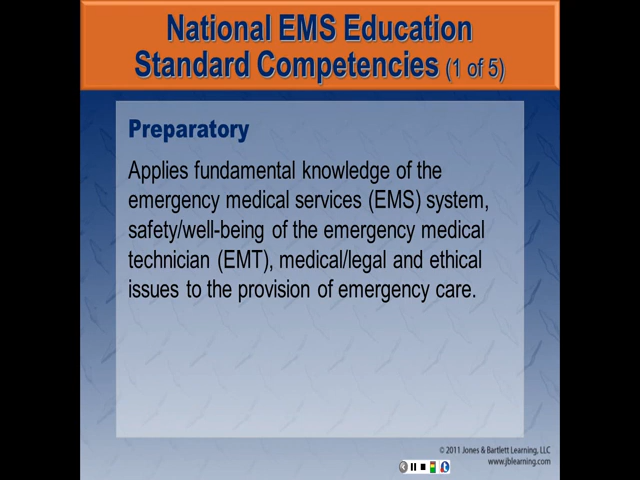 National EMS Education
Standard Competencies (1 of 5)
Preparatory
Applies fundamental knowledge of the
emergency medical services (EMS) system,
safety/well-being of the emergency medical
technician (EMT), medical/legal and ethical
issues to the provision of emergency care.
© 2011 Jones & Bartlett Learning, LLC
www.jblearning.com